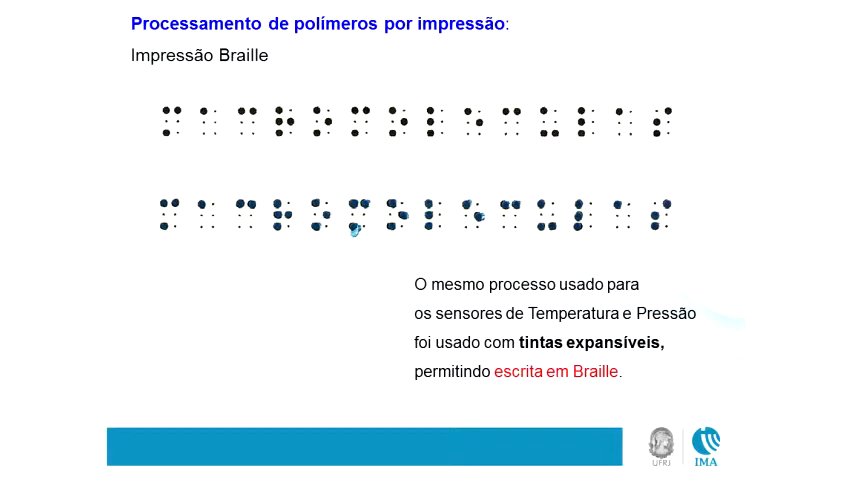 Processamento de polímeros por impressão:
Impressão Braille
⠍⠁⠉⠗⠕⠍⠕⠇⠑⠉⠥⠇⠁⠎
⠍⠁⠉⠗⠕⠍⠕⠇⠑⠉⠥⠇⠁⠎
O mesmo processo usado para
os sensores de Temperatura e Pressão
foi usado com tintas expansíveis,
permitindo escrita em Braille.
UFRJ
IMA